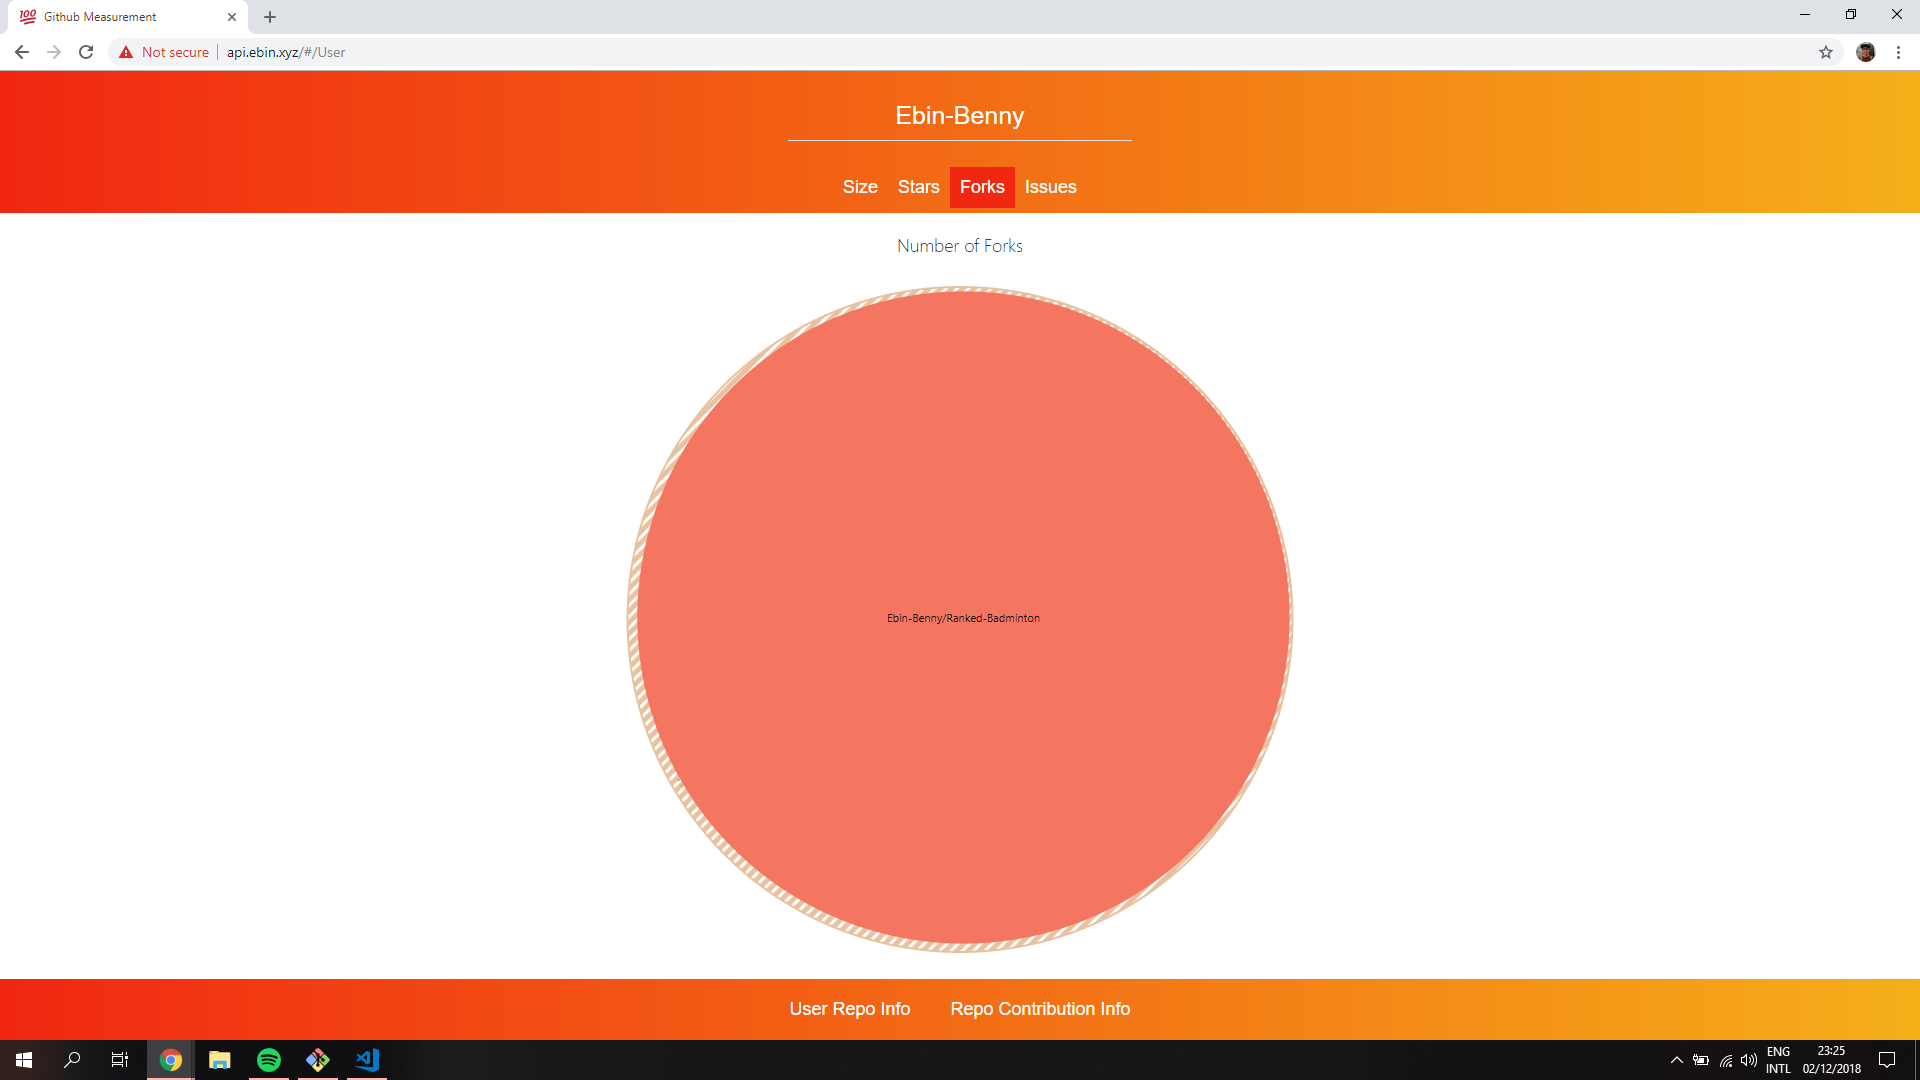 Github Measurement
Not secure
api.ebin.xyz/#/User
Ebin-Benny
Size Stars Forks Issues
Number of Forks
Ebin-Benny/Ranked-Badminton
User Repo Info Repo Contribution Info
ENG
INTL
23:25
02/12/2018